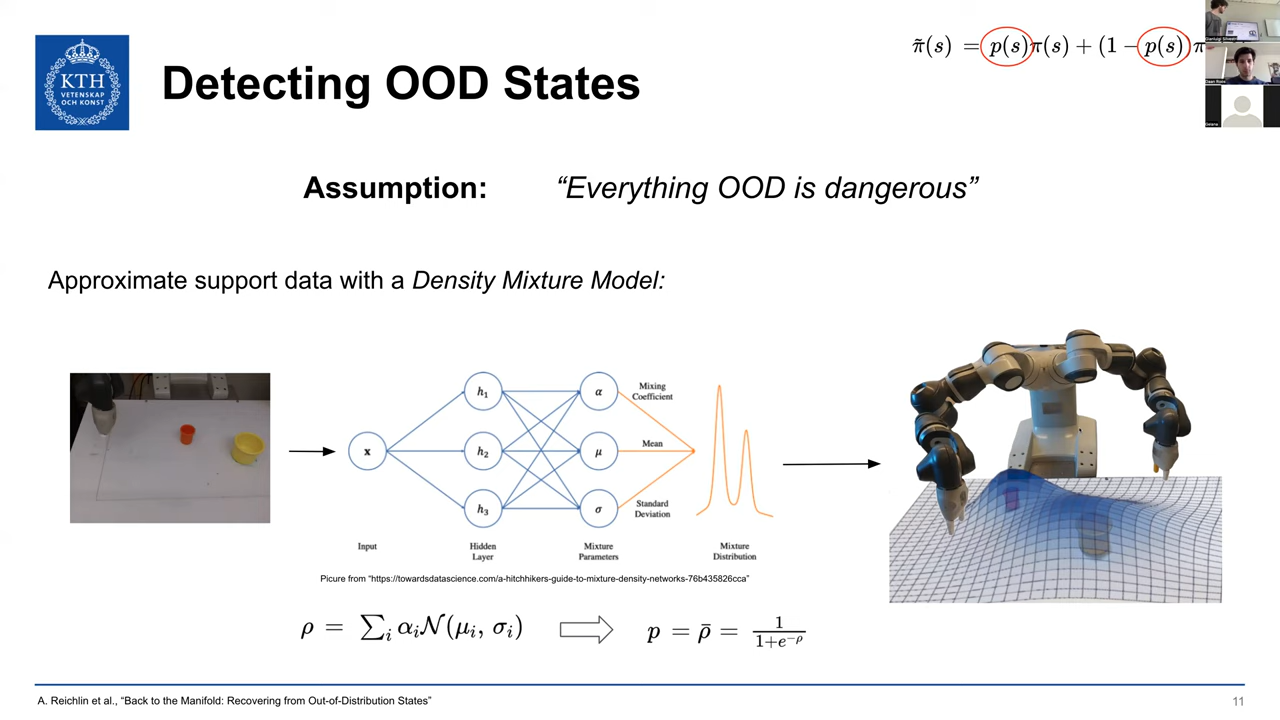 π̃(s) = p(s)π(s) + (1 − p(s))π
KTH
VETENSKAP
OCH KONST
Detecting OOD States
Assumption: “Everything OOD is dangerous”
Approximate support data with a Density Mixture Model:
x
h₁
h₂
h₃
α
μ
σ
Mixing
Coefficient
Mean
Standard
Deviation
Input
Hidden
Layer
Mixture
Parameters
Mixture
Distribution
Picure from “https://towardsdatascience.com/a-hitchhikers-guide-to-mixture-density-networks-76b435826cca”
ρ = ∑ᵢ αᵢ𝒩(μᵢ, σᵢ)
p = ρ̄ = 1/(1+e^−ρ)
A. Reichlin et al., “Back to the Manifold: Recovering from Out-of-Distribution States”
11